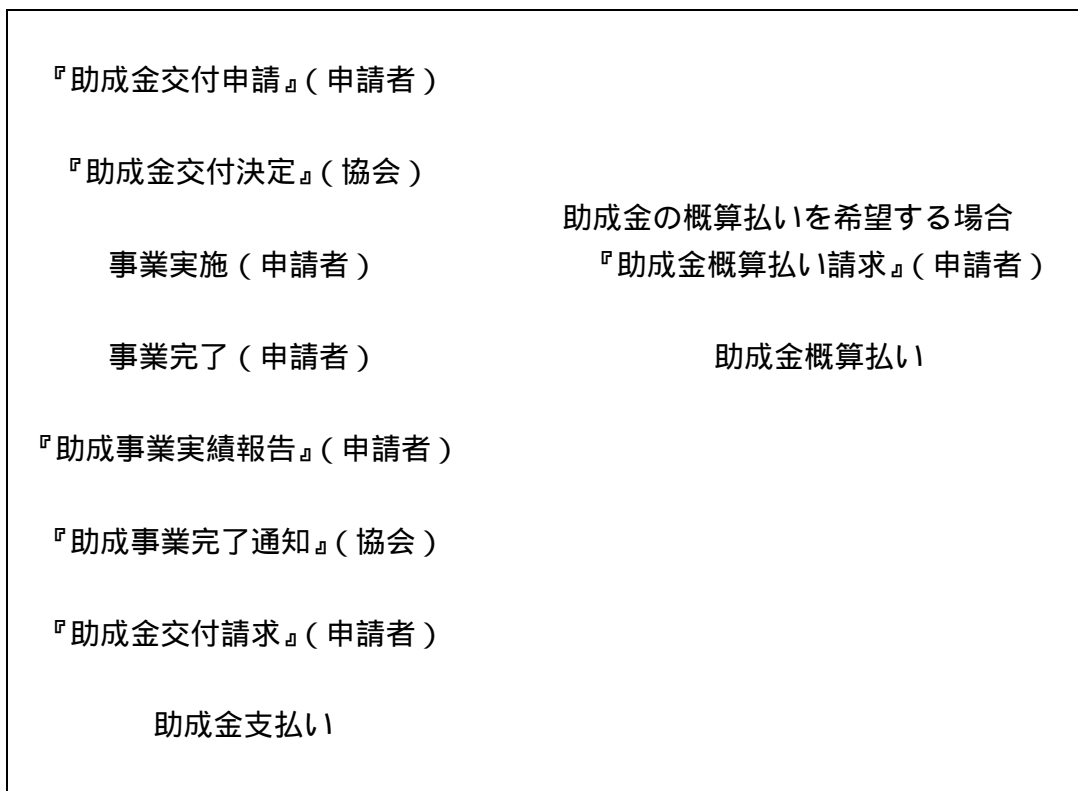 『助成金交付申請』(申請者)
『助成金交付決定』(協会)
助成金の概算払いを希望する場合
事業実施(申請者)
『助成金概算払い請求』(申請者)
事業完了(申請者)
助成金概算払い
『助成事業実績報告』(申請者)
『助成事業完了通知』(協会)
『助成金交付請求』(申請者)
助成金支払い